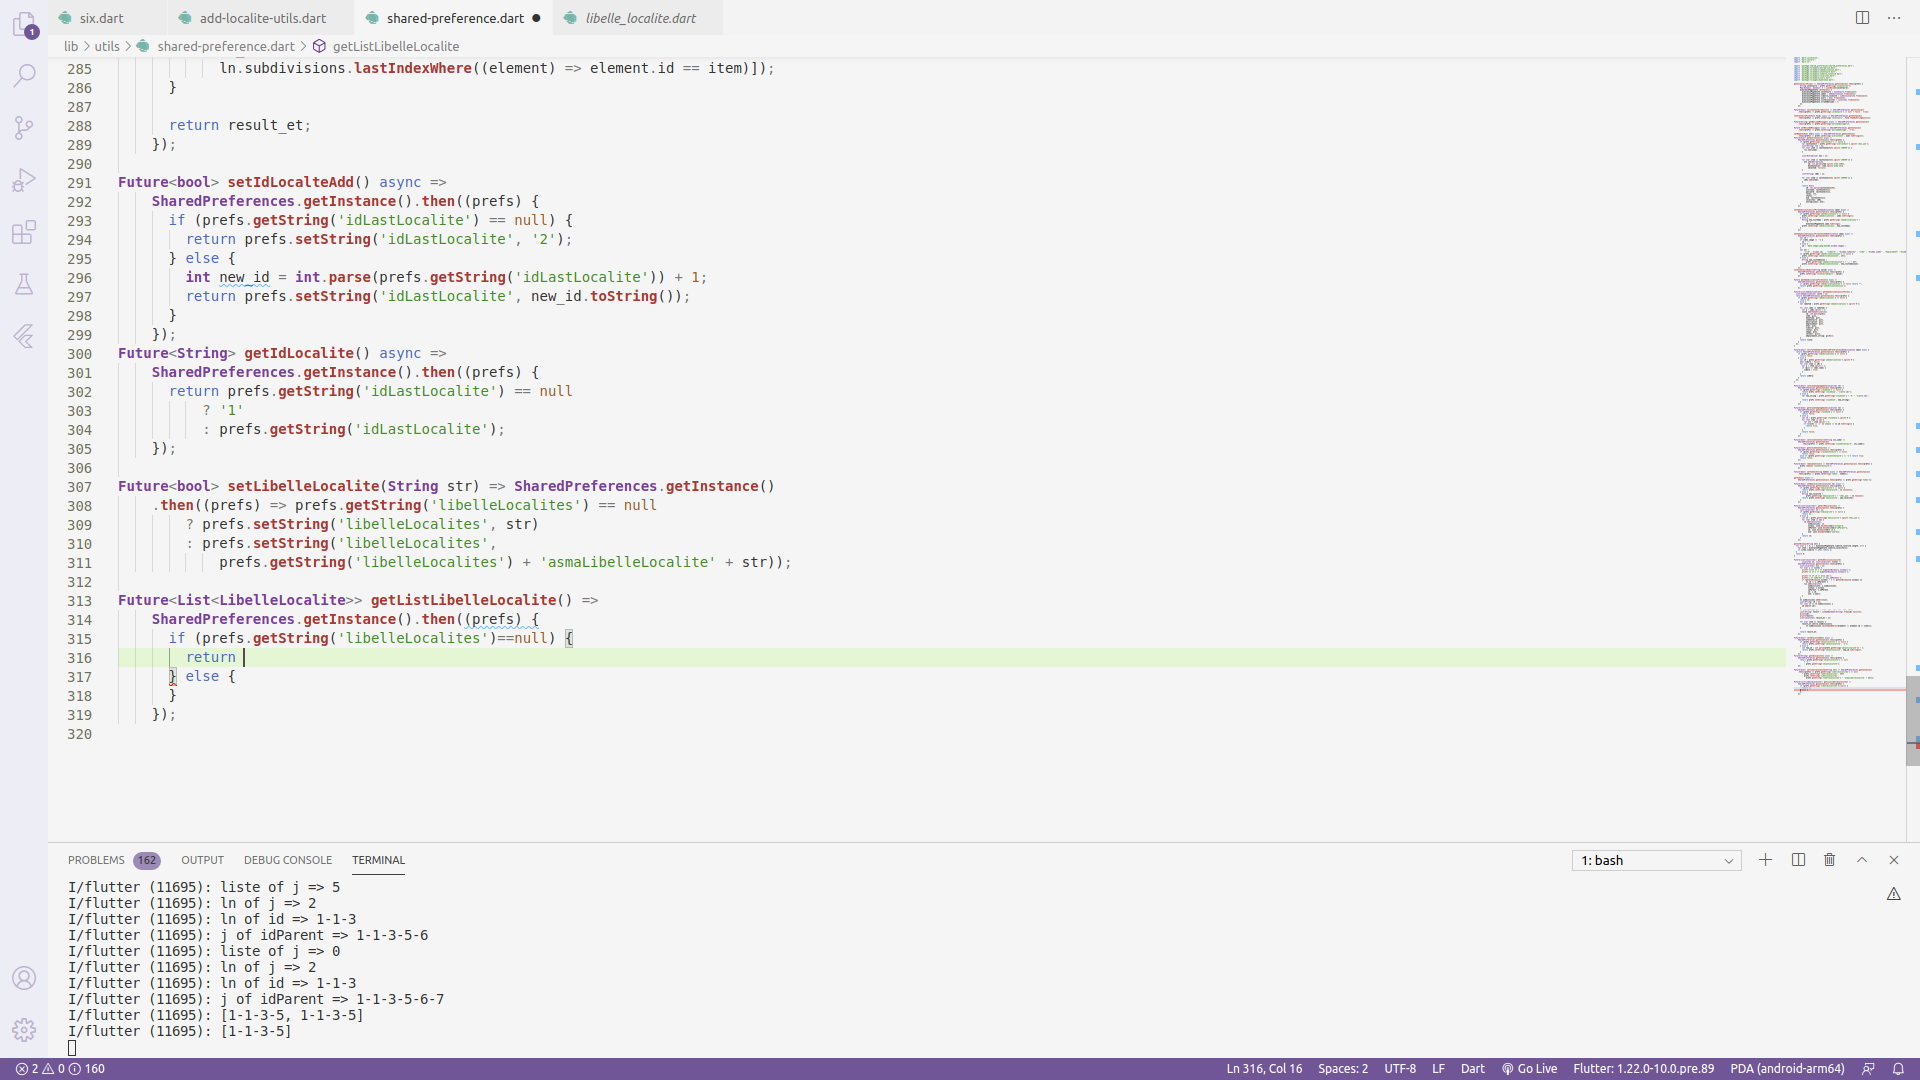 six.dart
add-localite-utils.dart
shared-preference.dart
libelle_localite.dart
1
lib
utils
shared-preference.dart
getListLibelleLocalite
285 ln.subdivisions.lastIndexWhere((element) => element.id == item)]);
286 }
287
288 return result_et;
289 });
290
291 Future<bool> setIdLocalteAdd() async =>
292 SharedPreferences.getInstance().then((prefs) {
293 if (prefs.getString('idLastLocalite') == null) {
294 return prefs.setString('idLastLocalite', '2');
295 } else {
296 int new_id = int.parse(prefs.getString('idLastLocalite')) + 1;
297 return prefs.setString('idLastLocalite', new_id.toString());
298 }
299 });
300 Future<String> getIdLocalite() async =>
301 SharedPreferences.getInstance().then((prefs) {
302 return prefs.getString('idLastLocalite') == null
303 ? '1'
304 : prefs.getString('idLastLocalite');
305 });
306
307 Future<bool> setLibelleLocalite(String str) => SharedPreferences.getInstance()
308 .then((prefs) => prefs.getString('libelleLocalites') == null
309 ? prefs.setString('libelleLocalites', str)
310 : prefs.setString('libelleLocalites',
311 prefs.getString('libelleLocalites') + 'asmaLibelleLocalite' + str));
312
313 Future<List<LibelleLocalite>> getListLibelleLocalite() =>
314 SharedPreferences.getInstance().then((prefs) {
315 if (prefs.getString('libelleLocalites')==null) {
316 return
317 } else {
318 }
319 });
320
PROBLEMS 162 OUTPUT DEBUG CONSOLE TERMINAL
1: bash
I/flutter (11695): liste of j => 5
I/flutter (11695): ln of j => 2
I/flutter (11695): ln of id => 1-1-3
I/flutter (11695): j of idParent => 1-1-3-5-6
I/flutter (11695): liste of j => 0
I/flutter (11695): ln of j => 2
I/flutter (11695): ln of id => 1-1-3
I/flutter (11695): j of idParent => 1-1-3-5-6-7
I/flutter (11695): [1-1-3-5, 1-1-3-5]
I/flutter (11695): [1-1-3-5]
2 0 160 Ln 316, Col 16 Spaces: 2 UTF-8 LF Dart Go Live Flutter: 1.22.0-10.0.pre.89 PDA (android-arm64)